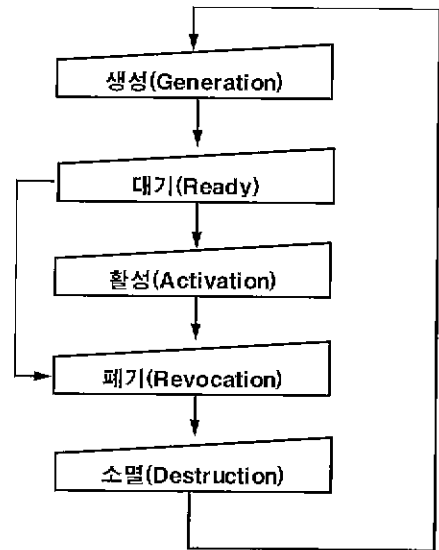 생성(Generation)
대기(Ready)
활성(Activation)
폐기(Revocation)
소멸(Destruction)